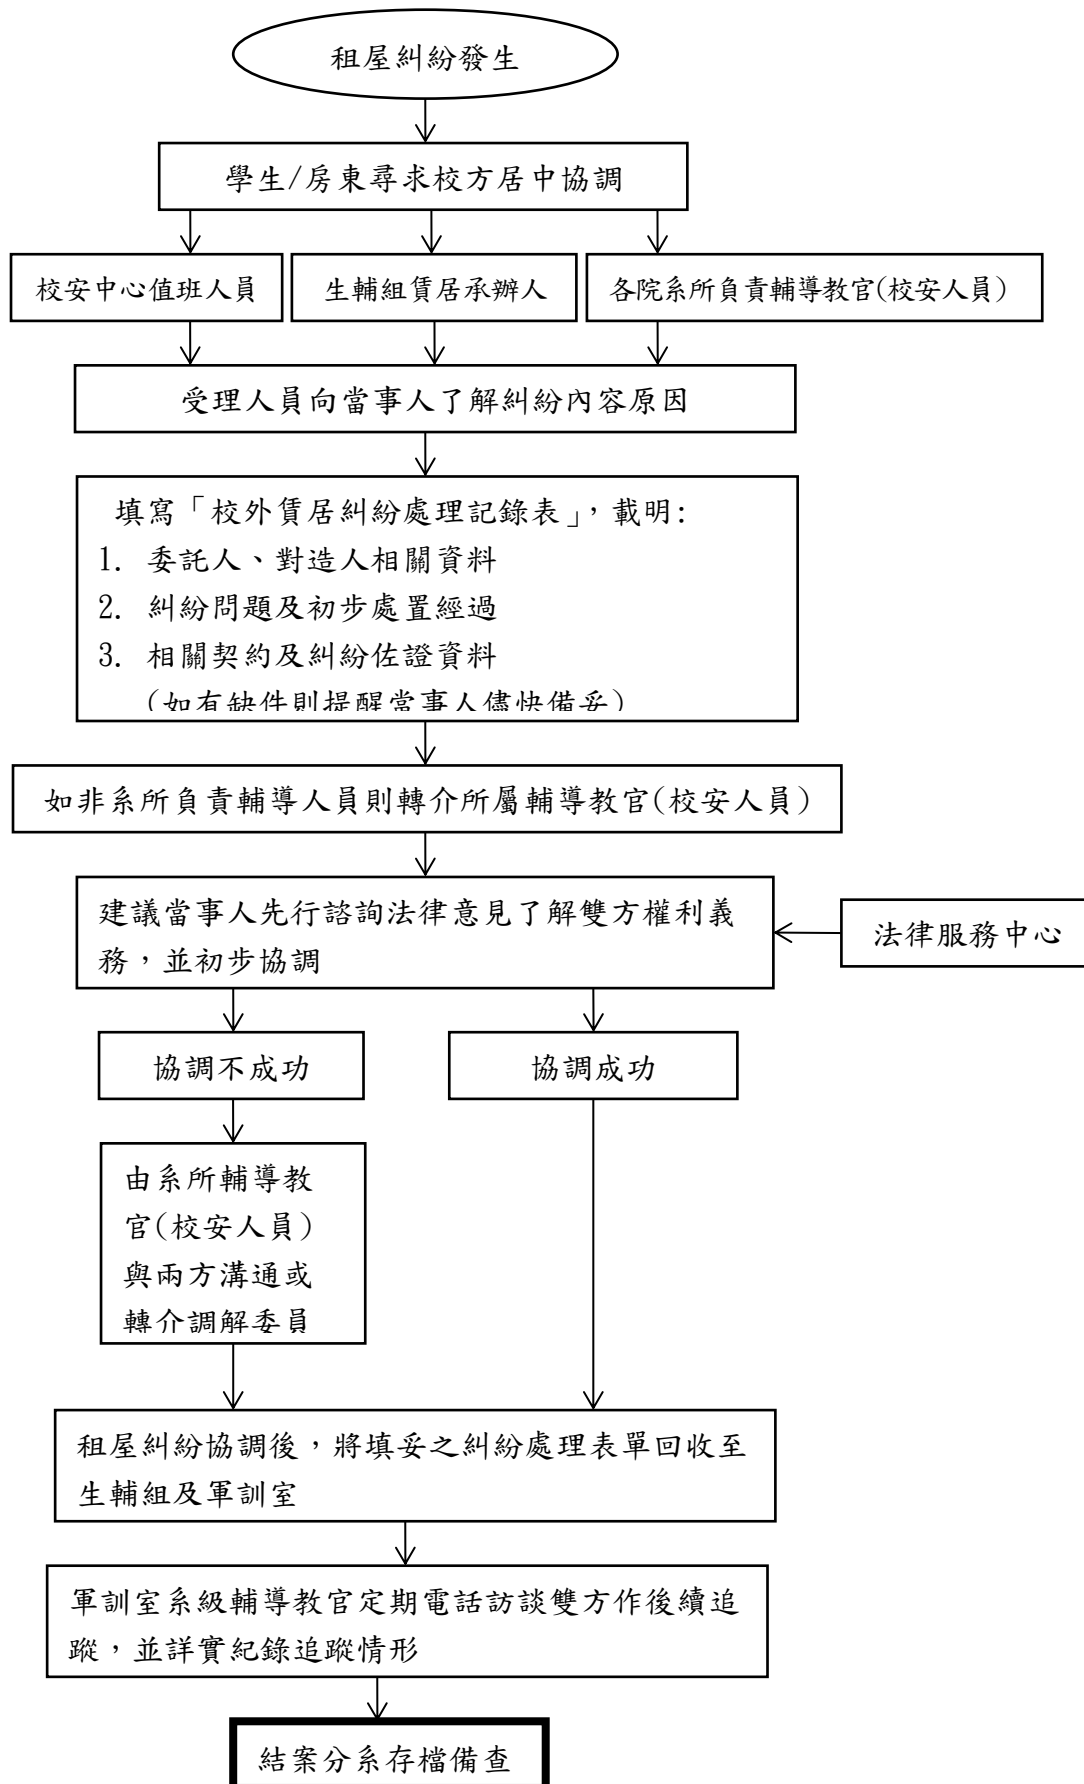 租屋糾紛發生
學生/房東尋求校方居中協調
校安中心值班人員
生輔組賃居承辦人
各院系所負責輔導教官(校安人員)
受理人員向當事人了解糾紛內容原因
填寫「校外賃居糾紛處理記錄表」，載明:
1. 委託人、對造人相關資料
2. 糾紛問題及初步處置經過
3. 相關契約及糾紛佐證資料
(如有缺件則提醒當事人儘快備妥)
如非系所負責輔導人員則轉介所屬輔導教官(校安人員)
建議當事人先行諮詢法律意見了解雙方權利義
務，並初步協調
法律服務中心
協調不成功
協調成功
由系所輔導教
官(校安人員)
與兩方溝通或
轉介調解委員
租屋糾紛協調後，將填妥之糾紛處理表單回收至
生輔組及軍訓室
軍訓室系級輔導教官定期電話訪談雙方作後續追
蹤，並詳實紀錄追蹤情形
結案分系存檔備查